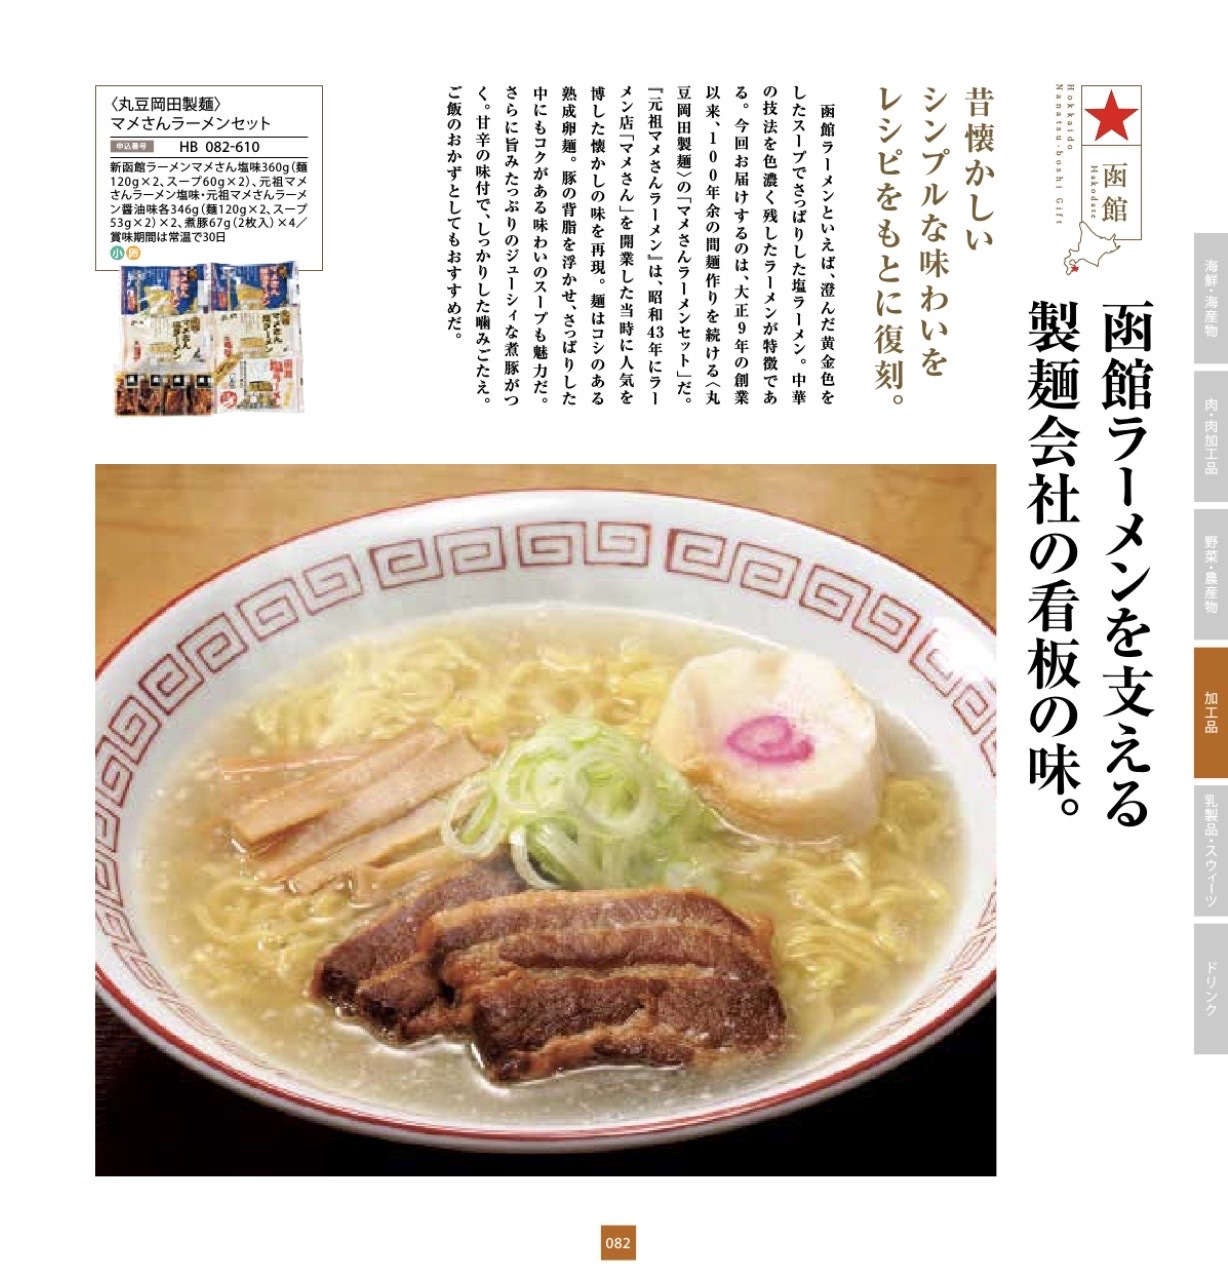 函館
Hakodate
Hokkaido
Nanatsu-boshi Gift
函館ラーメンを支える
製麺会社の看板の味。
昔懐かしい
シンプルな味わいを
レシピをもとに復刻。
函館ラーメンといえば、澄んだ黄金色を
したスープでさっぱりした塩ラーメン。中華
の技法を色濃く残したラーメンが特徴であ
る。今回お届けするのは、大正9年の創業
以来、100年余の間麺作りを続ける〈丸
豆岡田製麺〉の「マメさんラーメンセット」だ。
『元祖マメさんラーメン』は、昭和43年にラー
メン店「マメさん」を開業した当時に人気を
博した懐かしの味を再現。麺はコシのある
熟成卵麺。豚の背脂を浮かせ、さっぱりした
中にもコクがある味わいのスープも魅力だ。
さらに旨みたっぷりのジューシィな煮豚がつ
く。甘辛の味付で、しっかりした噛みごたえ。
ご飯のおかずとしてもおすすめだ。
〈丸豆岡田製麺〉
マメさんラーメンセット
申込番号 HB 082-610
新函館ラーメンマメさん塩味360g(麺
120g×2、スープ60g×2)、元祖マメ
さんラーメン塩味・元祖マメさんラーメ
ン醤油味各346g(麺120g×2、スープ
53g×2)×2、煮豚67g(2枚入)×4/
賞味期間は常温で30日
小 卵
海鮮・海産物
肉・肉加工品
野菜・農産物
加工品
乳製品・スウィーツ
ドリンク
082